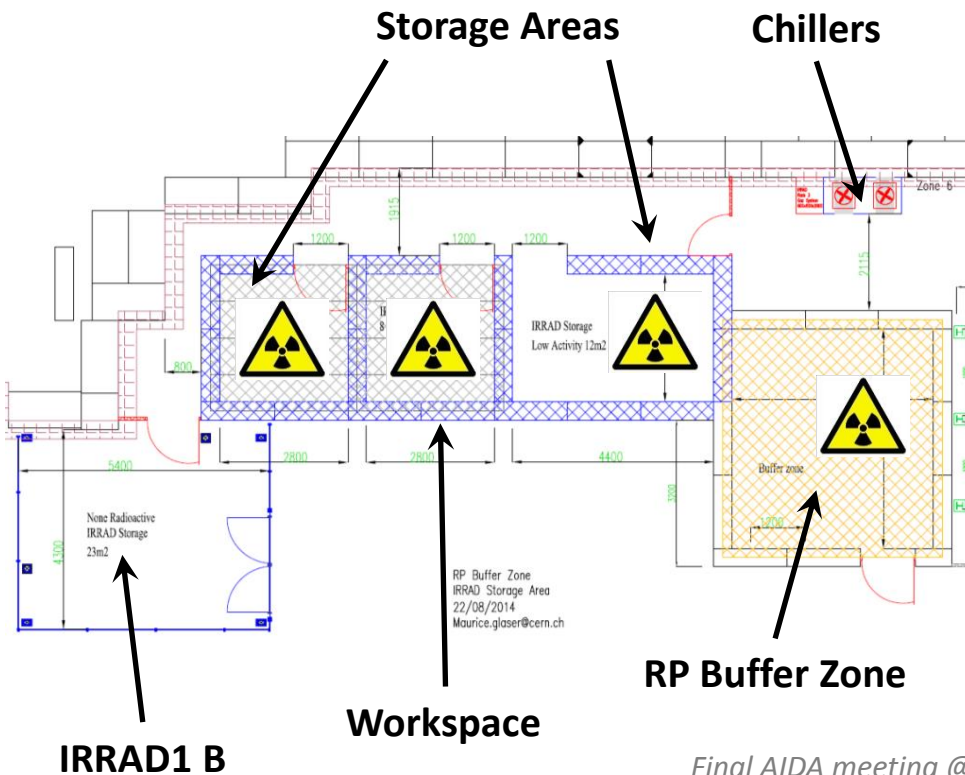 Storage Areas
Chillers
Zone 6
1915
1200
1200
1200
2115
IRRAD Storage
Low Activity 12m2
8
800
5400
2800
2800
4400
3200
Buffer zone
1200
None Radioactive
IRRAD Storage
23m2
4300
RP Buffer Zone
IRRAD Storage Area
22/08/2014
Maurice.glaser@cern.ch
RP Buffer Zone
Workspace
IRRAD1 B
Final AIDA meeting @